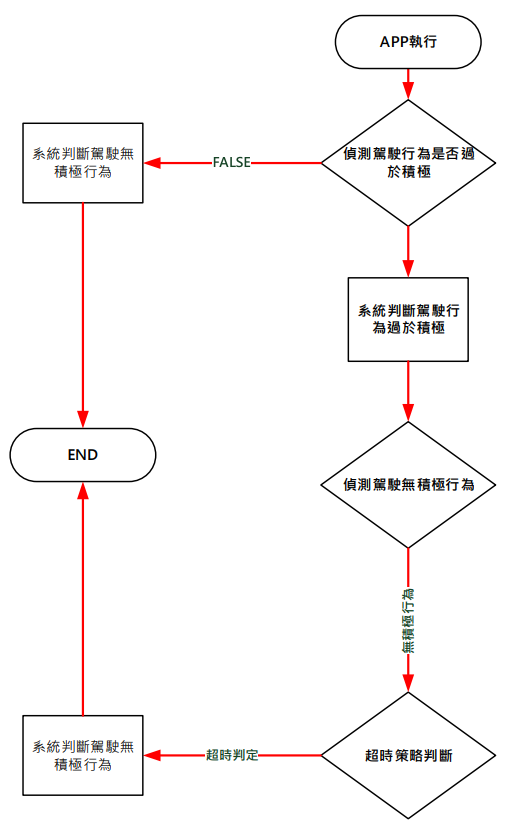 APP執行
偵測駕駛行為是否過
於積極
FALSE
系統判斷駕駛無
積極行為
系統判斷駕駛行
為過於積極
END
偵測駕駛無積極行為
無積極行為
超時策略判斷
超時判定
系統判斷駕駛無
積極行為